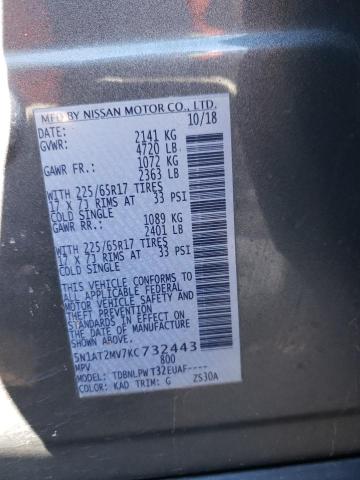 MFD BY NISSAN MOTOR CO., LTD.
DATE: 10/18
GVWR: 2141 KG
4720 LB
GAWR FR.: 1072 KG
2363 LB
WITH 225/65R17 TIRES
17 X 7J RIMS AT 33 PSI
COLD SINGLE
GAWR RR.: 1089 KG
2401 LB
WITH 225/65R17 TIRES
17 X 7J RIMS AT 33 PSI
COLD SINGLE
THIS VEHICLE CONFORMS TO
ALL APPLICABLE FEDERAL
MOTOR VEHICLE SAFETY AND
THEFT PREVENTION
STANDARDS IN EFFECT ON
THE DATE OF MANUFACTURE
SHOWN ABOVE.
5N1AT2MV7KC732443
MPV 800
MODEL: TDBNLPWT32EUAF----
COLOR: KAD TRIM: G ZS30A